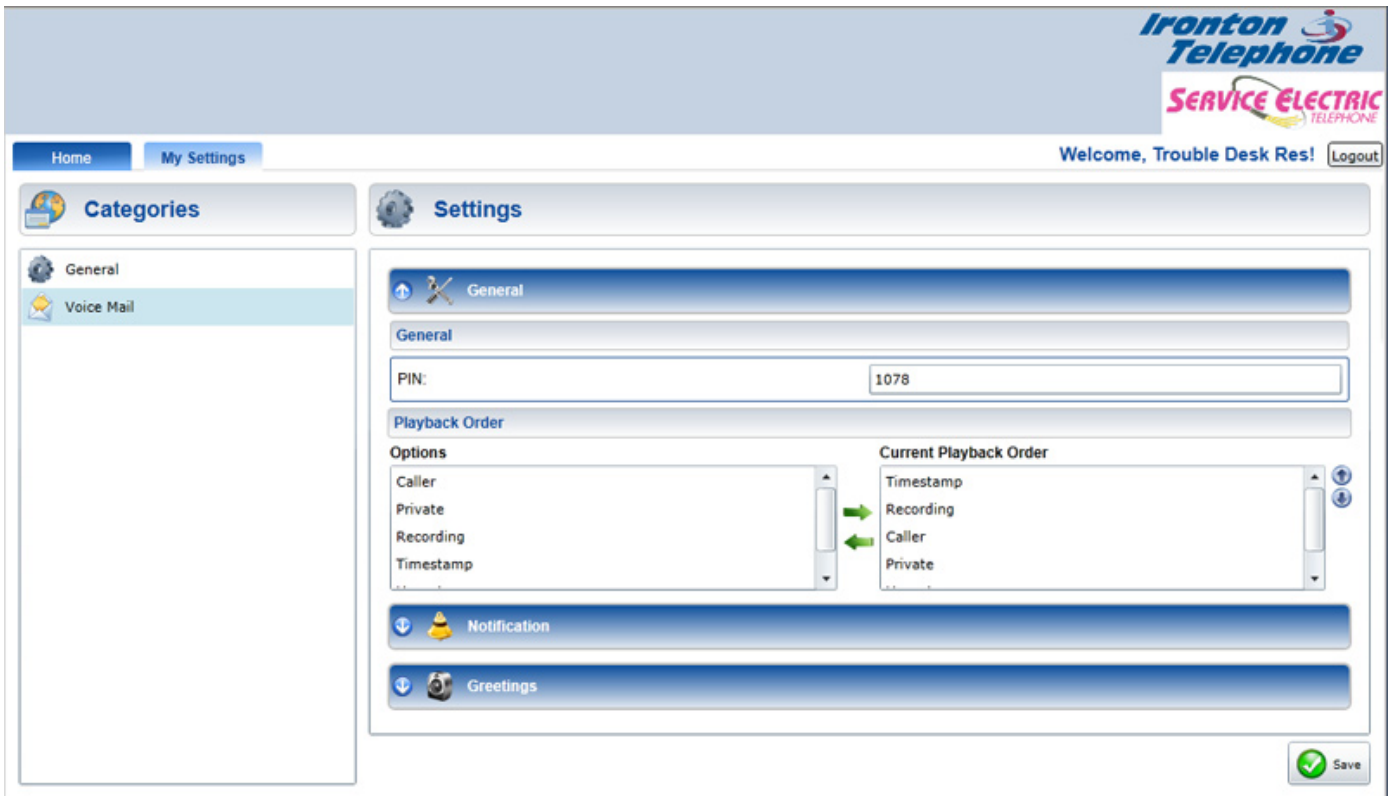 Ironton
Telephone
SERVICE ELECTRIC
TELEPHONE
Home
My Settings
Welcome, Trouble Desk Res!
Logout
Categories
Settings
General
Voice Mail
General
General
PIN:
1078
Playback Order
Options
Current Playback Order
Caller
Private
Recording
Timestamp
Timestamp
Recording
Caller
Private
Notification
Greetings
Save